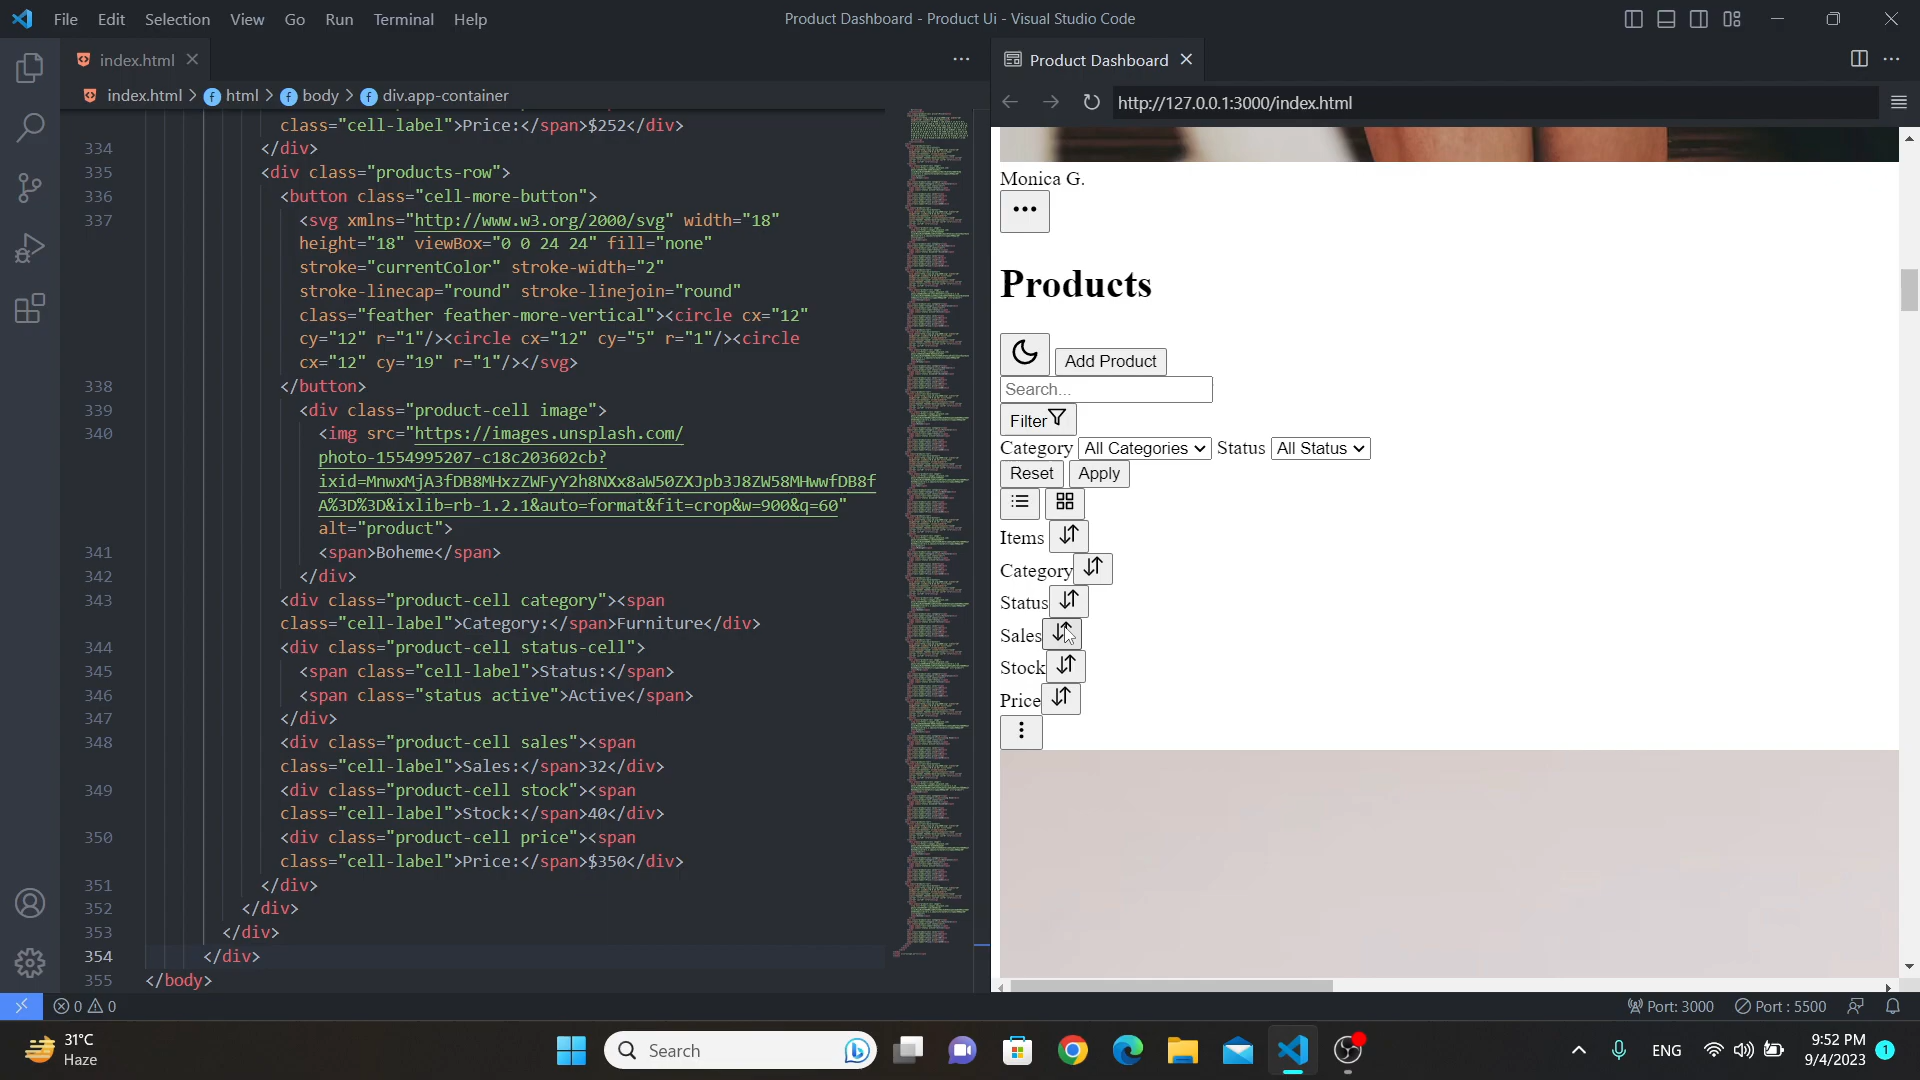 File Edit Selection View Go Run Terminal Help
Product Dashboard - Product Ui - Visual Studio Code
index.html
Product Dashboard
index.html > html > body > div.app-container
http://127.0.0.1:3000/index.html
class="cell-label">Price:</span>$252</div>
334 </div>
335 <div class="products-row">
336 <button class="cell-more-button">
337 <svg xmlns="http://www.w3.org/2000/svg" width="18"
height="18" viewBox="0 0 24 24" fill="none"
stroke="currentColor" stroke-width="2"
stroke-linecap="round" stroke-linejoin="round"
class="feather feather-more-vertical"><circle cx="12"
cy="12" r="1"/><circle cx="12" cy="5" r="1"/><circle
cx="12" cy="19" r="1"/></svg>
338 </button>
339 <div class="product-cell image">
340 <img src="https://images.unsplash.com/
photo-1554995207-c18c203602cb?
ixid=MnwxMjA3fDB8MHxzZWFyY2h8NXx8aW50ZXJpb3J8ZW58MHwwfDB8f
A%3D%3D&ixlib=rb-1.2.1&auto=format&fit=crop&w=900&q=60"
alt="product">
341 <span>Boheme</span>
342 </div>
343 <div class="product-cell category"><span
class="cell-label">Category:</span>Furniture</div>
344 <div class="product-cell status-cell">
345 <span class="cell-label">Status:</span>
346 <span class="status active">Active</span>
347 </div>
348 <div class="product-cell sales"><span
class="cell-label">Sales:</span>32</div>
349 <div class="product-cell stock"><span
class="cell-label">Stock:</span>40</div>
350 <div class="product-cell price"><span
class="cell-label">Price:</span>$350</div>
351 </div>
352 </div>
353 </div>
354 </div>
355 </body>
Monica G.
Products
Add Product
Search...
Filter
Category All Categories Status All Status
Reset Apply
Items
Category
Status
Sales
Stock
Price
0 0
Port: 3000 Port : 5500
31°C
Haze
Search
ENG
9:52 PM
9/4/2023
1